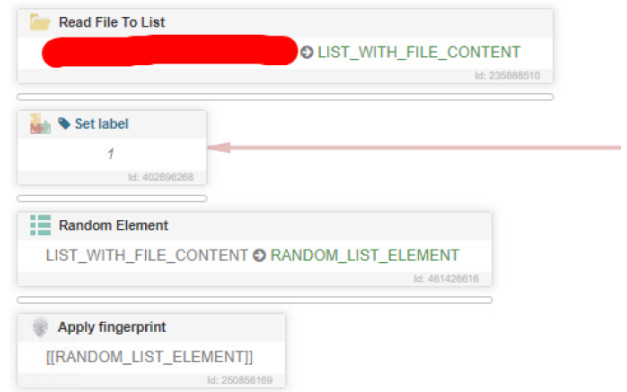 Read File To List
LIST_WITH_FILE_CONTENT
Id: 235888510
Set label
1
Id: 402696268
Random Element
LIST_WITH_FILE_CONTENT RANDOM_LIST_ELEMENT
Id: 461426616
Apply fingerprint
[[RANDOM_LIST_ELEMENT]]
Id: 250856169